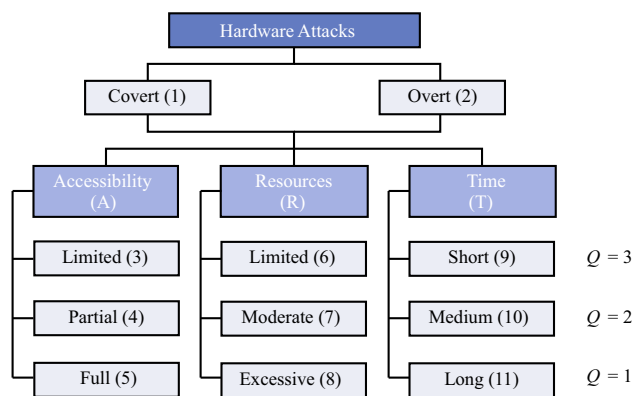 Hardware Attacks
Covert (1)
Overt (2)
Accessibility
(A)
Resources
(R)
Time
(T)
Limited (3)
Limited (6)
Short (9)
Q = 3
Partial (4)
Moderate (7)
Medium (10)
Q = 2
Full (5)
Excessive (8)
Long (11)
Q = 1